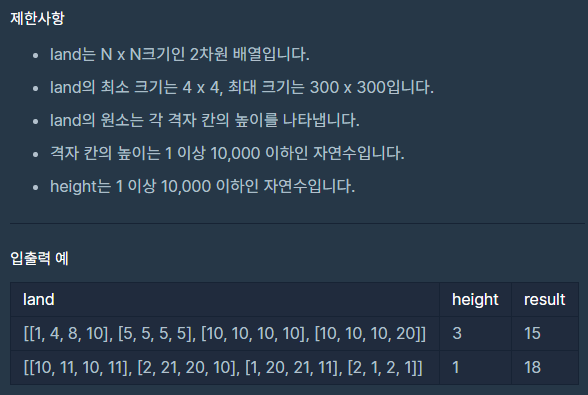 제한사항
land는 N x N크기인 2차원 배열입니다.
land의 최소 크기는 4 x 4, 최대 크기는 300 x 300입니다.
land의 원소는 각 격자 칸의 높이를 나타냅니다.
격자 칸의 높이는 1 이상 10,000 이하인 자연수입니다.
height는 1 이상 10,000 이하인 자연수입니다.
입출력 예
land height result
[[1, 4, 8, 10], [5, 5, 5, 5], [10, 10, 10, 10], [10, 10, 10, 20]] 3 15
[[10, 11, 10, 11], [2, 21, 20, 10], [1, 20, 21, 11], [2, 1, 2, 1]] 1 18